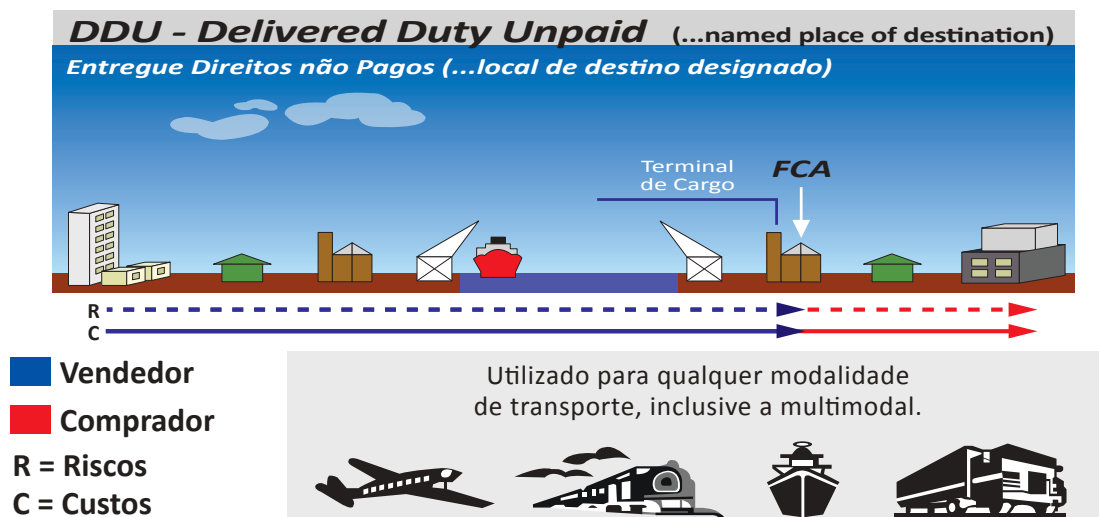 DDU - Delivered Duty Unpaid (...named place of destination)
Entregue Direitos não Pagos (...local de destino designado)
Terminal
de Cargo
FCA
R
C
Vendedor
Comprador
R = Riscos
C = Custos
Utilizado para qualquer modalidade
de transporte, inclusive a multimodal.